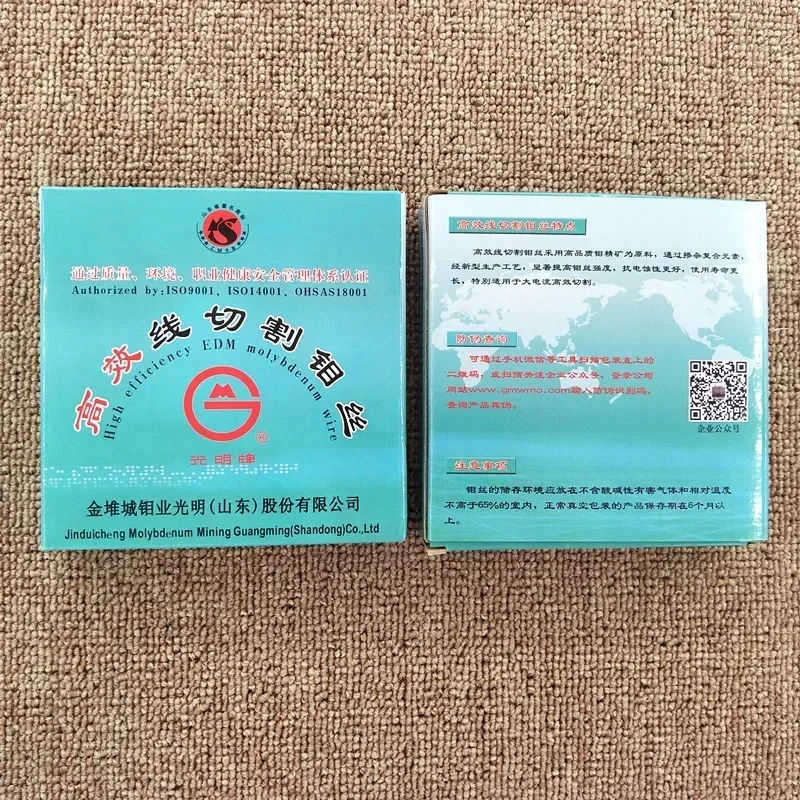 通过质量、环境、职业健康安全管理体系认证
Authorized by:ISO9001、ISO14001、OHSAS18001
高效线切割钼丝
High efficiency EDM molybdenum wire
®
光明牌
金堆城钼业光明(山东)股份有限公司
Jinduicheng Molybdenum Mining Guangming(Shandong)Co.,Ltd
高效线切割钼丝特点
高效线切割钼丝采用高品质钼精矿为原料，通过掺杂复合元素，
经新型生产工艺，显著提高钼丝强度，抗电蚀性更好，使用寿命更
长，特别适用于大电流高效切割。
防伪查询
可通过手机微信等工具扫描包装盒上的
二维码，或扫描关注企业公众号、登录公司
网站www.gmwmo.com输入防伪识别码，
查询产品真伪。
企业公众号
注意事项
钼丝的储存环境应放在不含酸碱性有害气体和相对湿度
不高于65%的室内，正常真空包装的产品保存期在6个月以
上。